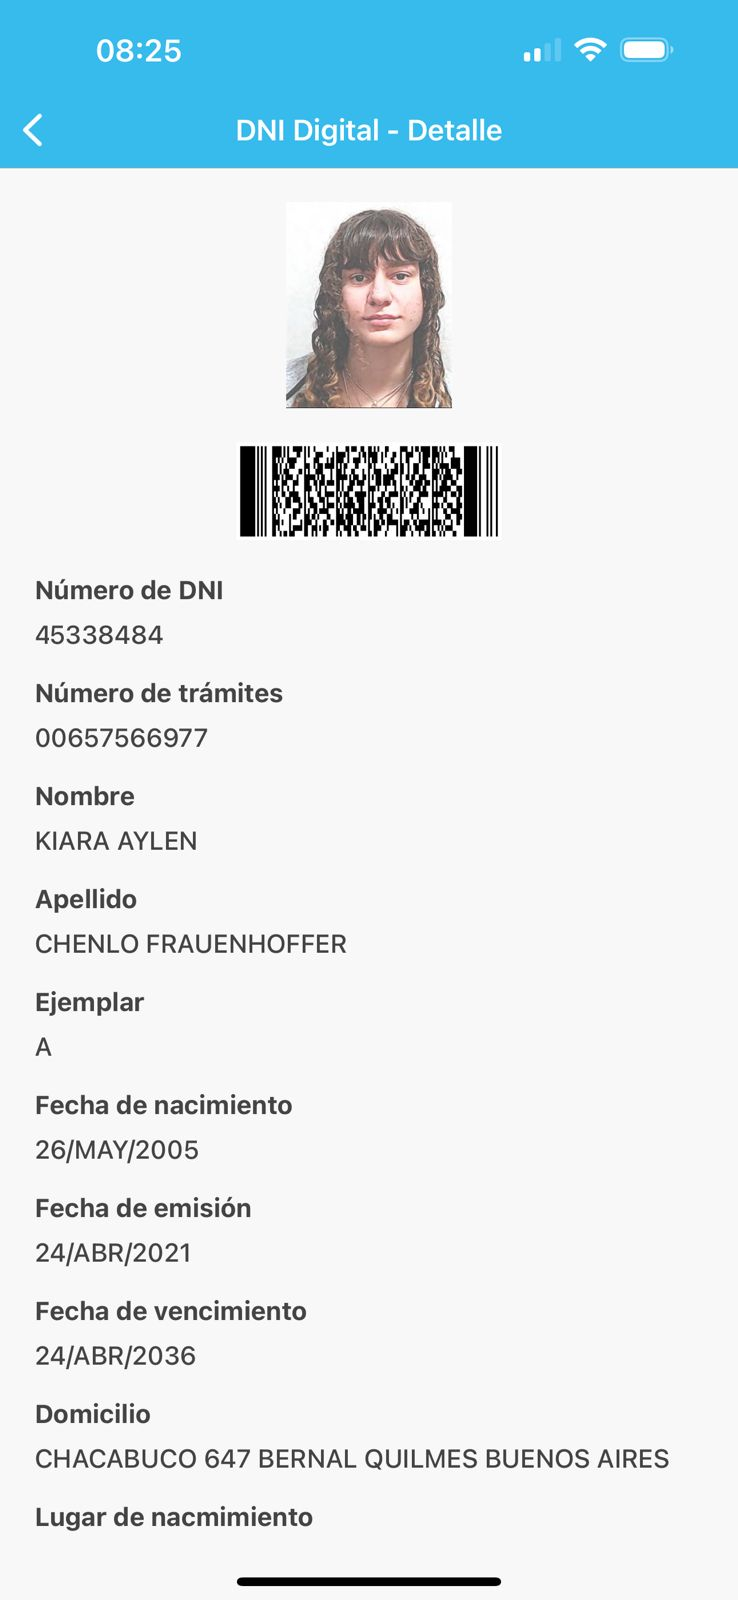 08:25
DNI Digital - Detalle
Número de DNI
45338484
Número de trámites
00657566977
Nombre
KIARA AYLEN
Apellido
CHENLO FRAUENHOFFER
Ejemplar
A
Fecha de nacimiento
26/MAY/2005
Fecha de emisión
24/ABR/2021
Fecha de vencimiento
24/ABR/2036
Domicilio
CHACABUCO 647 BERNAL QUILMES BUENOS AIRES
Lugar de nacmimiento